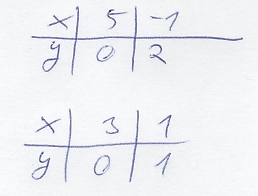 x | 5 | -1
y | 0 | 2
x | 3 | 1
y | 0 | 1